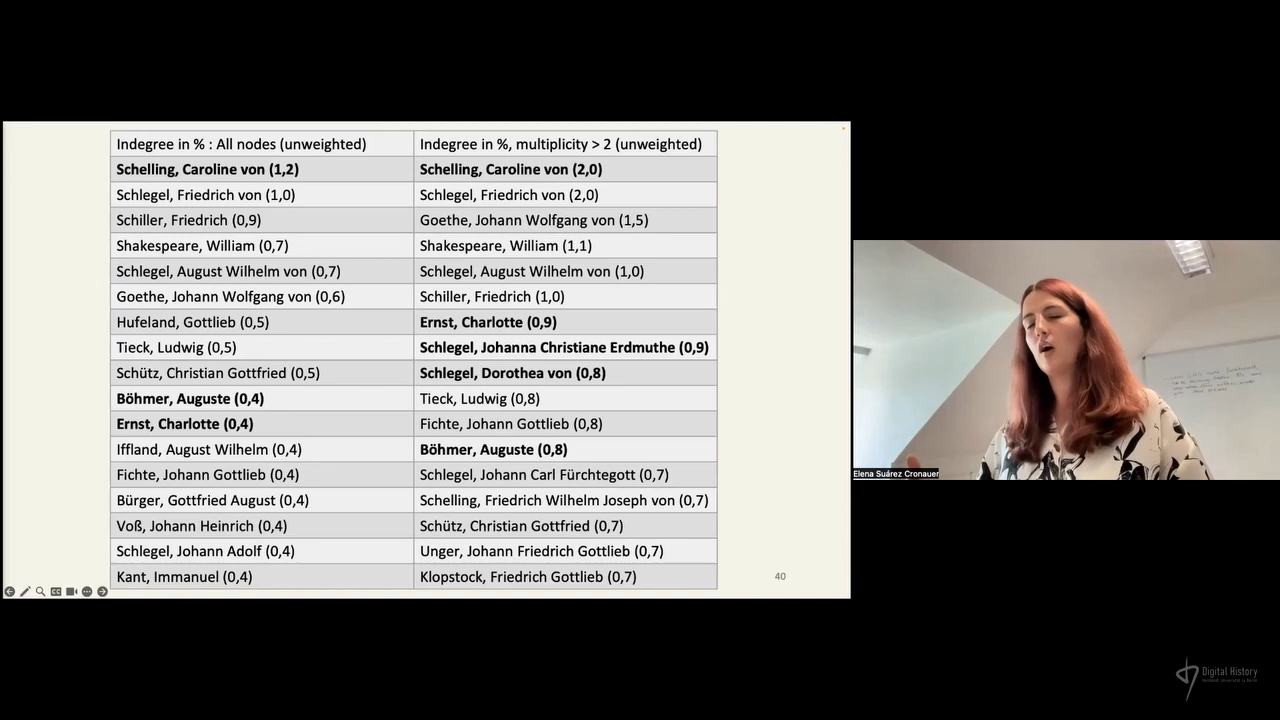 Indegree in % : All nodes (unweighted)
Indegree in %, multiplicity > 2 (unweighted)
Schelling, Caroline von (1,2)
Schelling, Caroline von (2,0)
Schlegel, Friedrich von (1,0)
Schlegel, Friedrich von (2,0)
Schiller, Friedrich (0,9)
Goethe, Johann Wolfgang von (1,5)
Shakespeare, William (0,7)
Shakespeare, William (1,1)
Schlegel, August Wilhelm von (0,7)
Schlegel, August Wilhelm von (1,0)
Goethe, Johann Wolfgang von (0,6)
Schiller, Friedrich (1,0)
Hufeland, Gottlieb (0,5)
Ernst, Charlotte (0,9)
Tieck, Ludwig (0,5)
Schlegel, Johanna Christiane Erdmuthe (0,9)
Schütz, Christian Gottfried (0,5)
Schlegel, Dorothea von (0,8)
Böhmer, Auguste (0,4)
Tieck, Ludwig (0,8)
Ernst, Charlotte (0,4)
Fichte, Johann Gottlieb (0,8)
Iffland, August Wilhelm (0,4)
Böhmer, Auguste (0,8)
Fichte, Johann Gottlieb (0,4)
Schlegel, Johann Carl Fürchtegott (0,7)
Bürger, Gottfried August (0,4)
Schelling, Friedrich Wilhelm Joseph von (0,7)
Voß, Johann Heinrich (0,4)
Schütz, Christian Gottfried (0,7)
Schlegel, Johann Adolf (0,4)
Unger, Johann Friedrich Gottlieb (0,7)
Kant, Immanuel (0,4)
Klopstock, Friedrich Gottlieb (0,7)
40
Elena Suárez Cronauer
Digital History